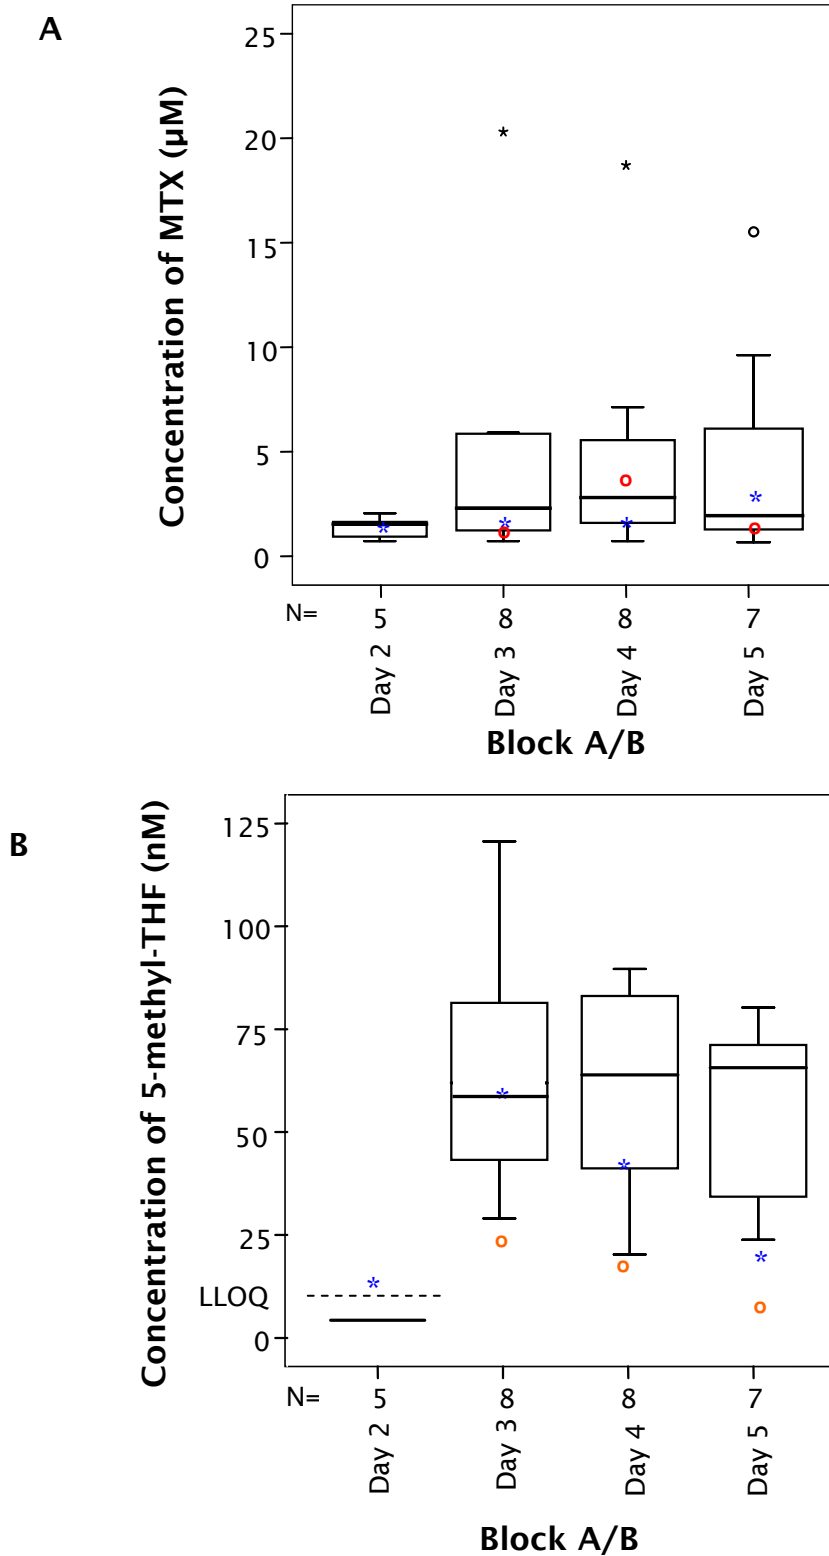 A
Concentration of MTX (µM)
25
20
15
10
5
0
N= 5 8 8 7
Day 2 Day 3 Day 4 Day 5
Block A/B
B
Concentration of 5-methyl-THF (nM)
125
100
75
50
25
LLOQ
0
N= 5 8 8 7
Day 2 Day 3 Day 4 Day 5
Block A/B